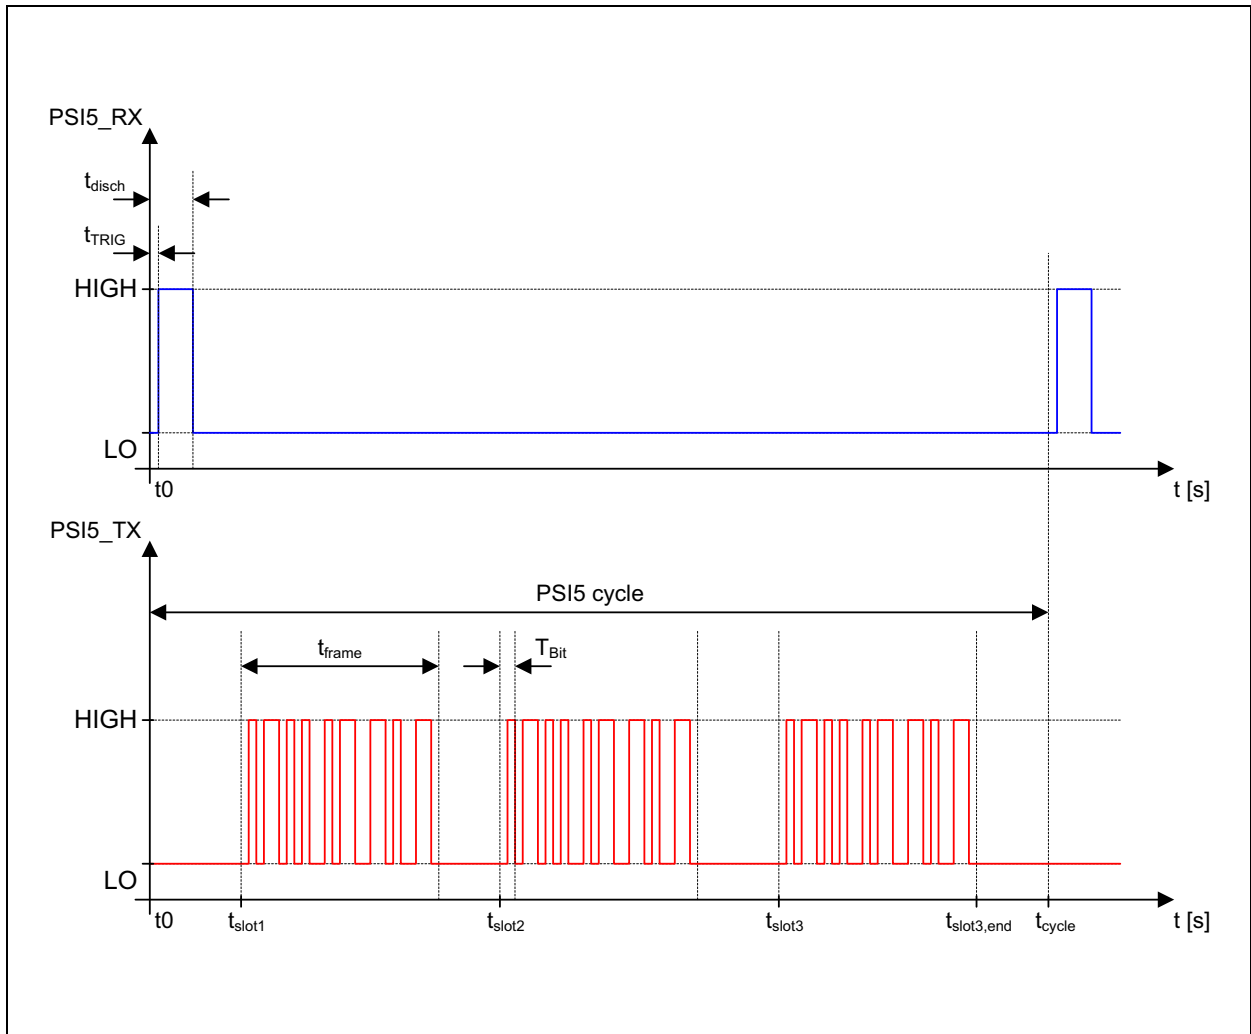 PSI5_RX
tdisch
tTRIG
HIGH
LO
t0
t [s]
PSI5_TX
PSI5 cycle
tframe
TBit
HIGH
LO
t0
tslot1
tslot2
tslot3
tslot3,end
tcycle
t [s]